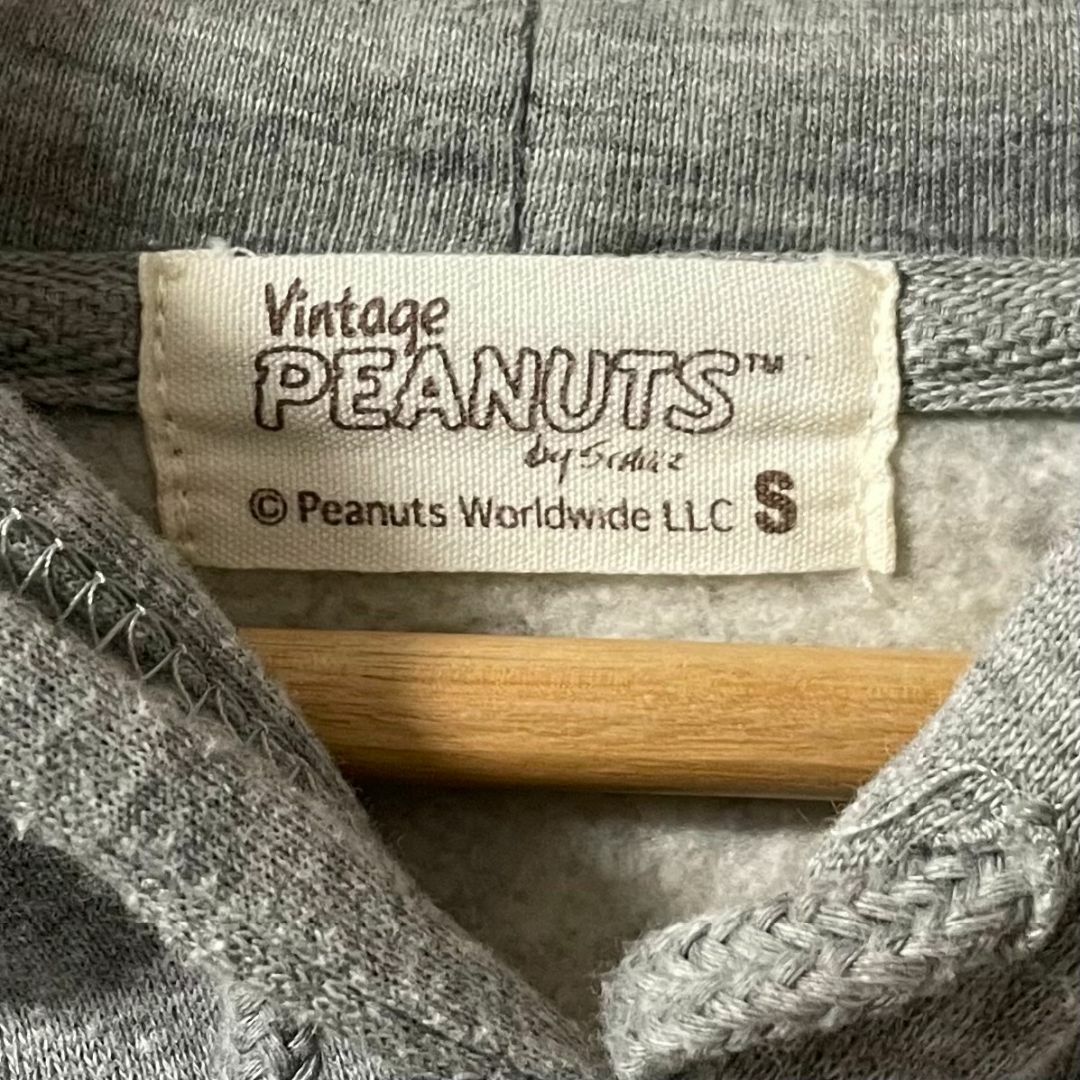 Vintage
PEANUTS™
by Schulz
© Peanuts Worldwide LLC S